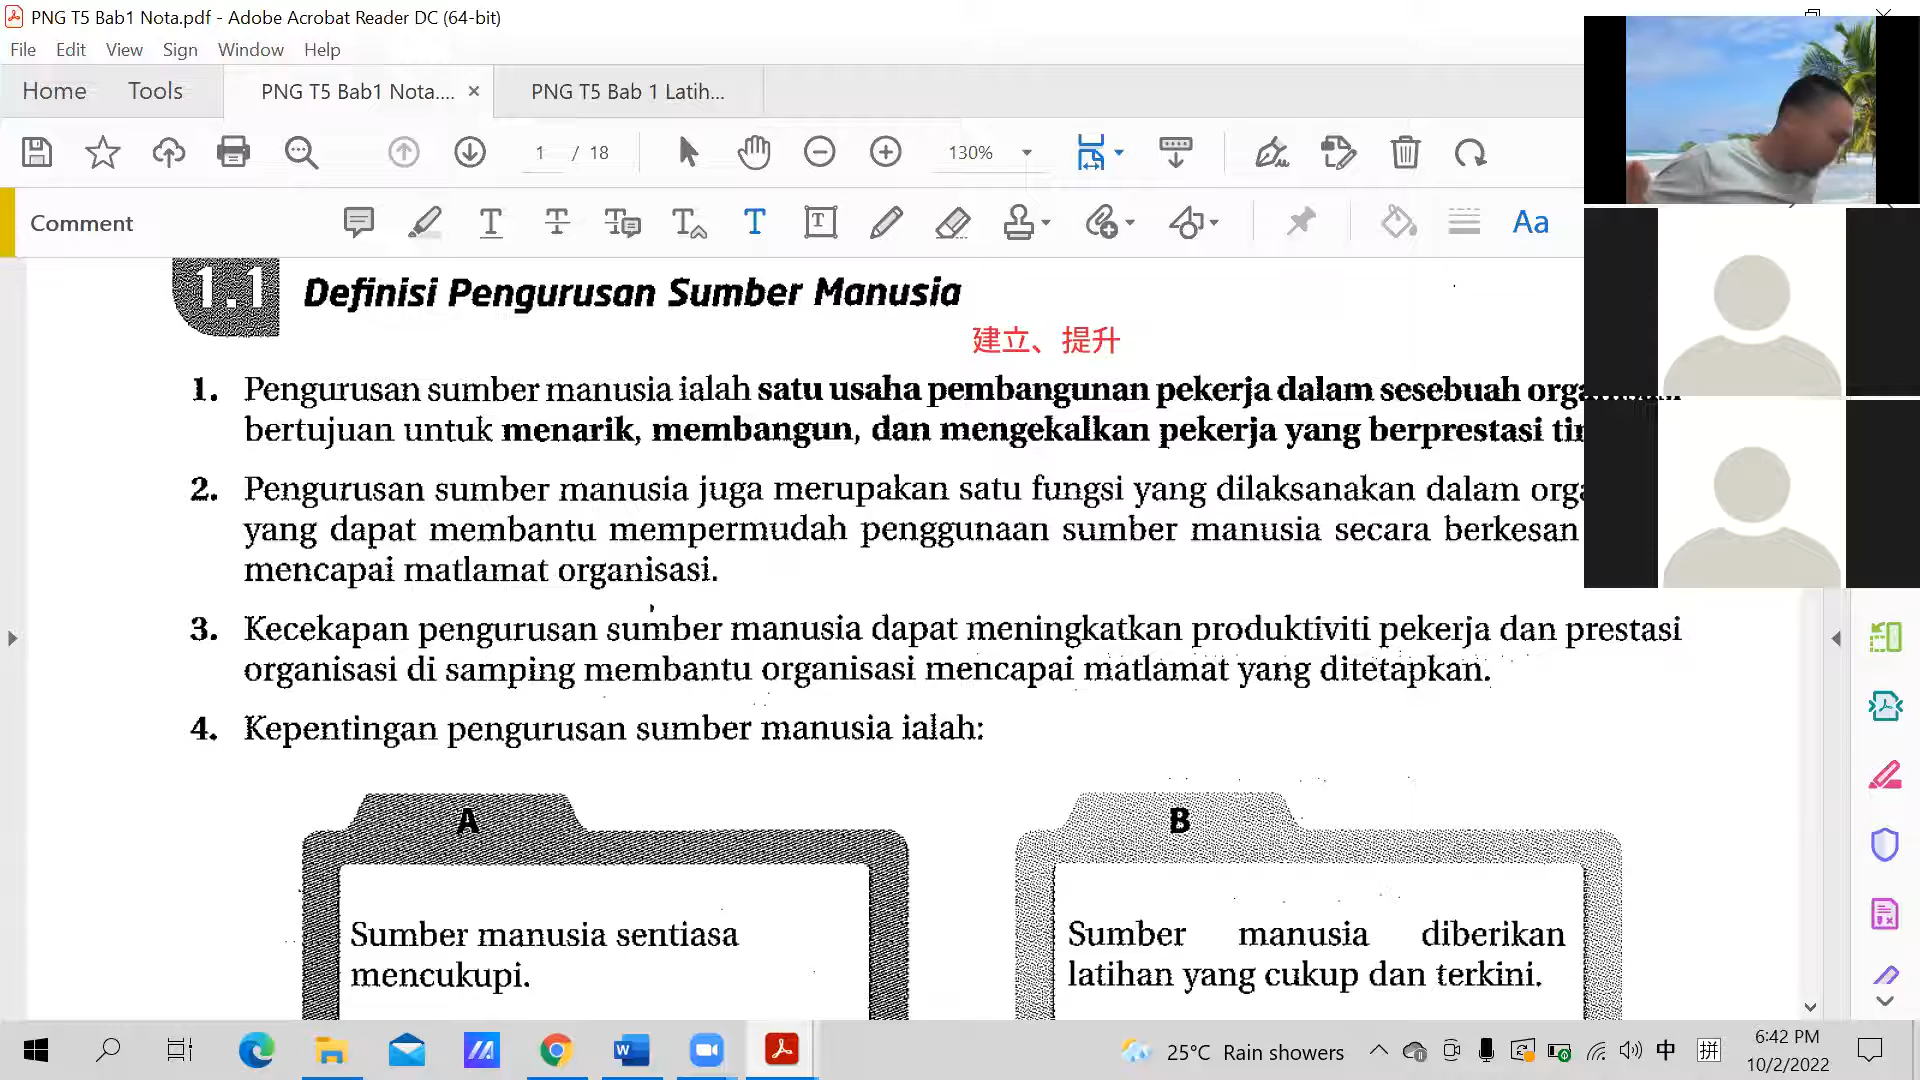 PNG T5 Bab1 Nota.pdf - Adobe Acrobat Reader DC (64-bit)
File Edit View Sign Window Help
Home Tools PNG T5 Bab1 Nota.... × PNG T5 Bab 1 Latih...
1 / 18 130%
Comment Aa
1.1 Definisi Pengurusan Sumber Manusia
建立、提升
1. Pengurusan sumber manusia ialah satu usaha pembangunan pekerja dalam sesebuah
bertujuan untuk menarik, membangun, dan mengekalkan pekerja yang berprestasi
2. Pengurusan sumber manusia juga merupakan satu fungsi yang dilaksanakan dalam
yang dapat membantu mempermudah penggunaan sumber manusia secara berkesan
mencapai matlamat organisasi.
3. Kecekapan pengurusan sumber manusia dapat meningkatkan produktiviti pekerja dan prestasi
organisasi di samping membantu organisasi mencapai matlamat yang ditetapkan.
4. Kepentingan pengurusan sumber manusia ialah:
A
Sumber manusia sentiasa
mencukupi.
B
Sumber manusia diberikan
latihan yang cukup dan terkini.
25°C Rain showers 中 拼 6:42 PM
10/2/2022